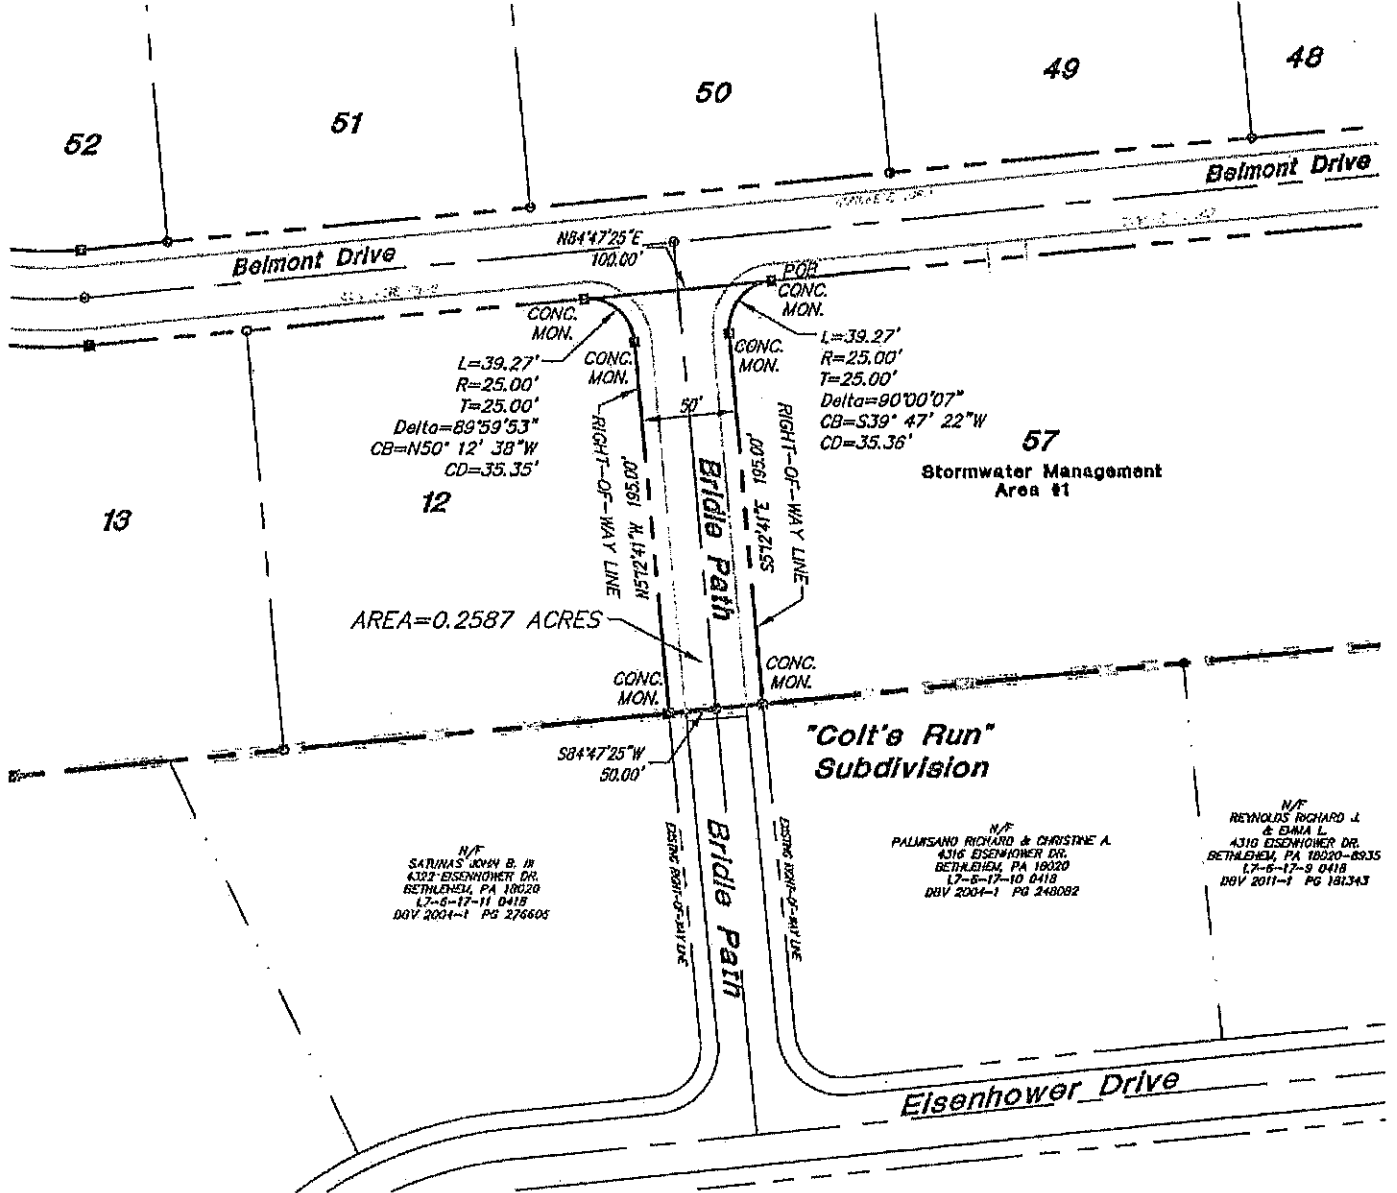 52
51
50
49
48
Belmont Drive
Belmont Drive
N84°47'25"E
100.00'
POB
CONC.
MON.
CONC.
MON.
CONC.
MON.
CONC.
MON.
L=39.27'
R=25.00'
T=25.00'
Delta=89°59'53"
CB=N50° 12' 38"W
CD=35.35'
L=39.27'
R=25.00'
T=25.00'
Delta=90°00'07"
CB=S39° 47' 22"W
CD=35.36'
50'
RIGHT-OF-WAY LINE
N5°12'41"W 195.00'
Bridle Path
S5°12'41"E 195.00'
RIGHT-OF-WAY LINE
57
Stormwater Management
Area #1
13
12
AREA=0.2587 ACRES
CONC.
MON.
CONC.
MON.
S84°47'25"W
50.00'
"Colt's Run"
Subdivision
N/F
SATUNAS JOHN B. III
4322 EISENHOWER DR.
BETHLEHEM, PA 18020
L7-6-17-11 0418
DBV 2004-1 PG 276605
EXISTING RIGHT-OF-WAY LINE
Bridle Path
EXISTING RIGHT-OF-WAY LINE
N/F
PALMISANO RICHARD & CHRISTINE A.
4316 EISENHOWER DR.
BETHLEHEM, PA 18020
L7-6-17-10 0418
DBV 2004-1 PG 248082
N/F
REYNOLDS RICHARD J.
& EMMA L.
4310 EISENHOWER DR.
BETHLEHEM, PA 18020-8935
L7-6-17-9 0418
DBV 2011-1 PG 181343
Eisenhower Drive